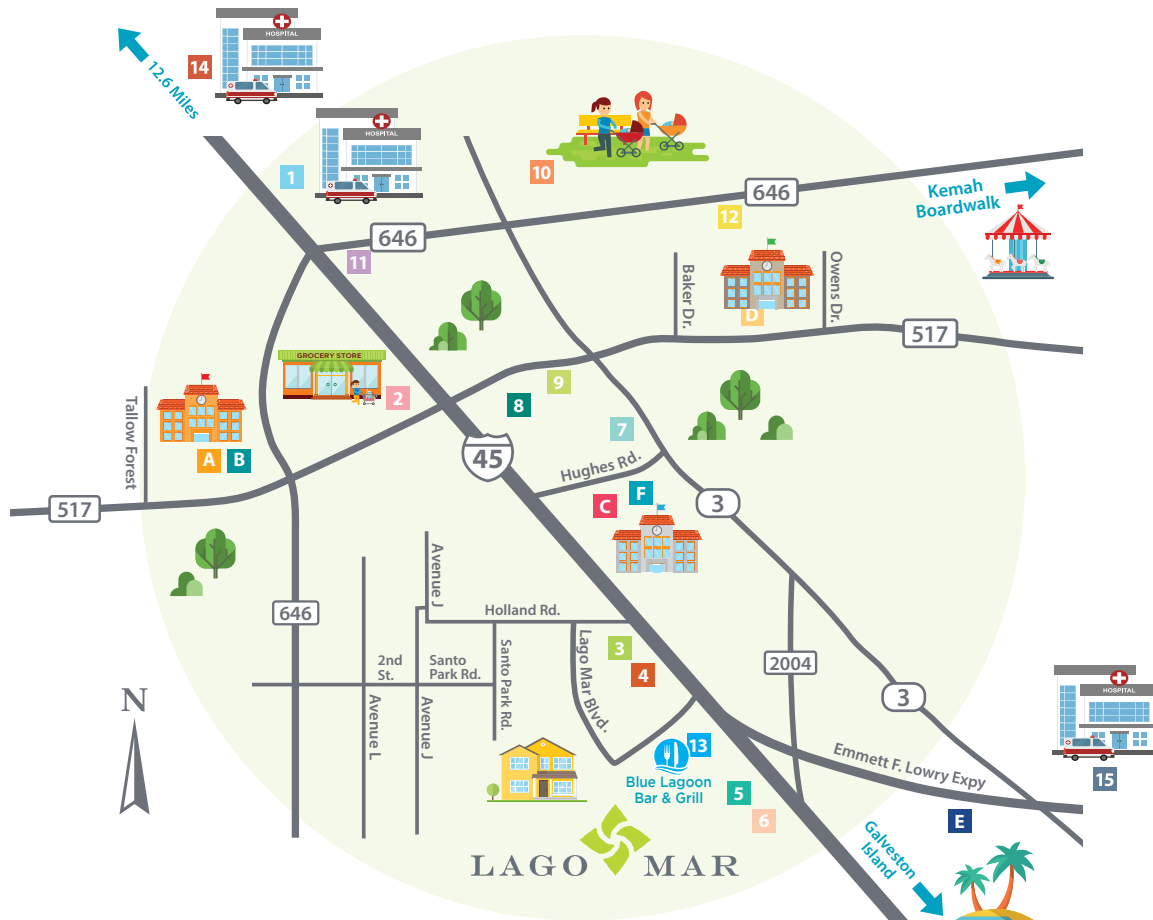 HOSPITAL
14
12.6 Miles
HOSPITAL
1
10
646
Kemah
Boardwalk
12
646
11
Baker Dr.
Owens Dr.
D
517
GROCERY STORE
2
9
8
7
Tallow Forest
A
B
45
Hughes Rd.
C
F
3
517
Avenue J
646
Holland Rd.
2nd
St.
Santo
Park Rd.
Santo Park Rd.
Lago Mar Blvd.
3
4
2004
3
HOSPITAL
15
N
Avenue L
Avenue J
13
Blue Lagoon
Bar & Grill
5
6
Emmett F. Lowry Expy
E
Galveston
Island
LAGO MAR